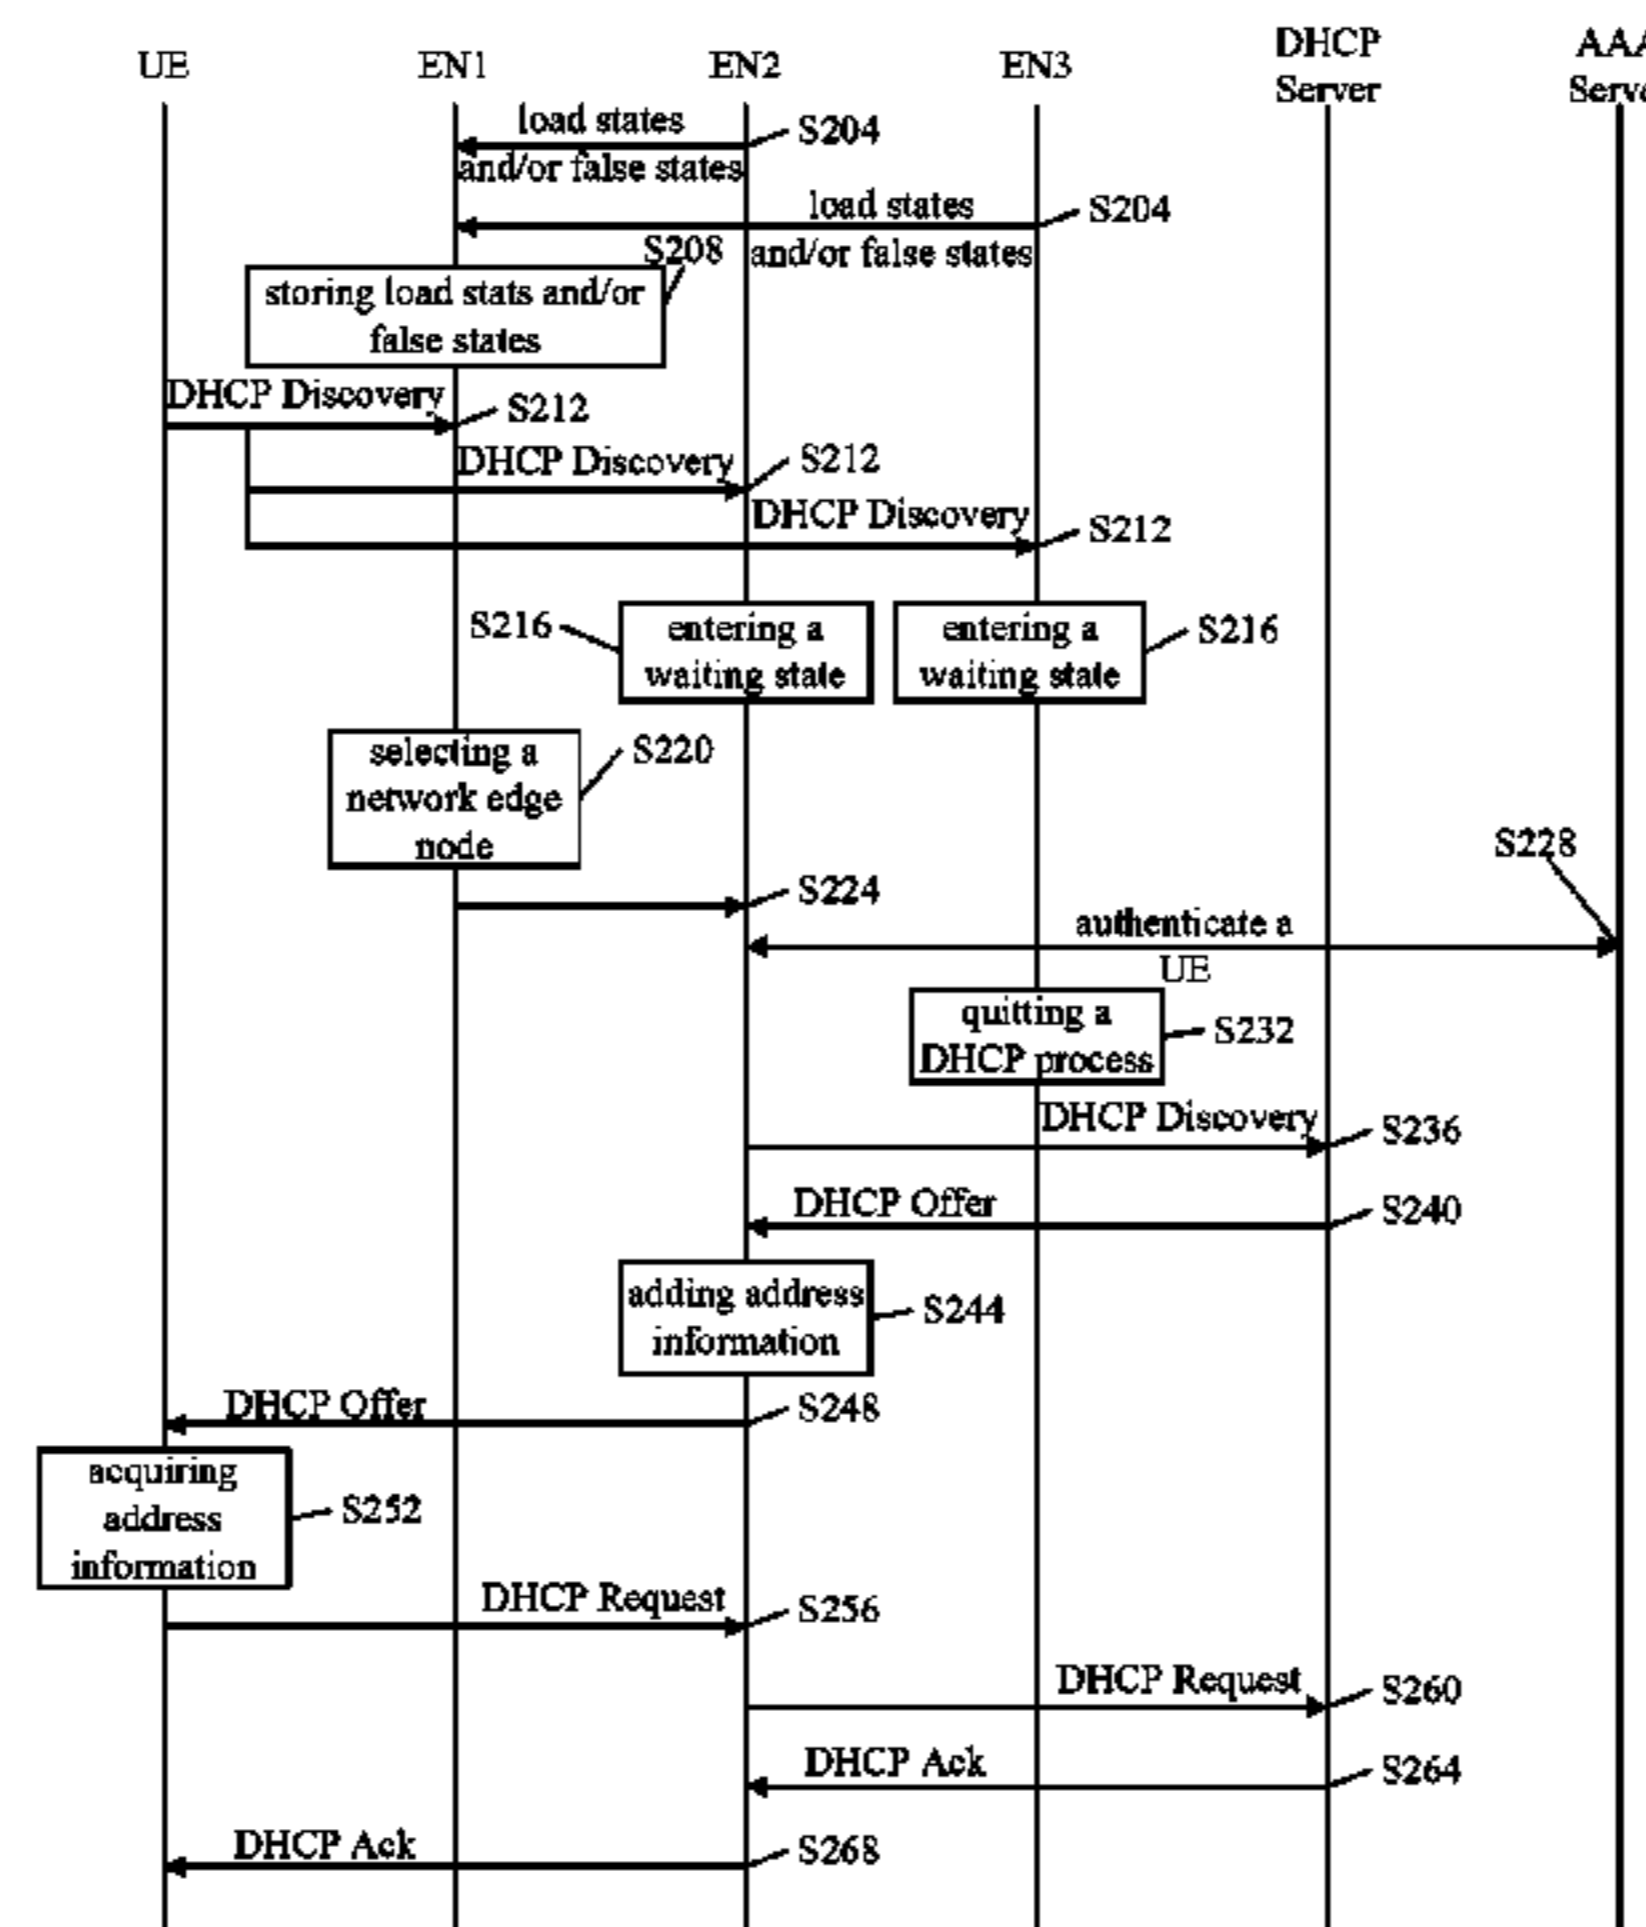 UE
EN1
EN2
EN3
DHCP
Server
AAA
Serve
load states
and/or false states
S204
load states
and/or false states
S204
S208
storing load stats and/or
false states
DHCP Discovery
S212
DHCP Discovery
S212
DHCP Discovery
S212
S216
entering a
waiting state
entering a
waiting state
S216
selecting a
network edge
node
S220
S224
S228
authenticate a
UE
quitting a
DHCP process
S232
DHCP Discovery
S236
DHCP Offer
S240
adding address
information
S244
DHCP Offer
S248
acquiring
address
information
S252
DHCP Request
S256
DHCP Request
S260
DHCP Ack
S264
DHCP Ack
S268